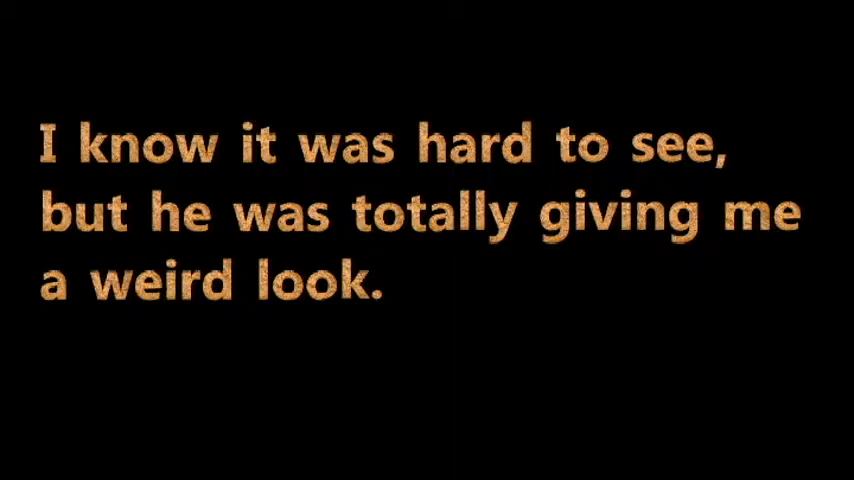 I know it was hard to see,
but he was totally giving me
a weird look.